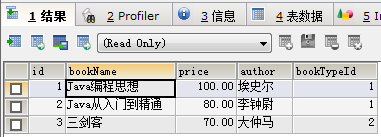 1 结果 2 Profiler 3 信息 4 表数据 5
(Read Only)
id bookName price author bookTypeId
1 Java编程思想 100.00 埃史尔 1
2 Java从入门到精通 80.00 李钟尉 1
3 三剑客 70.00 大仲马 2